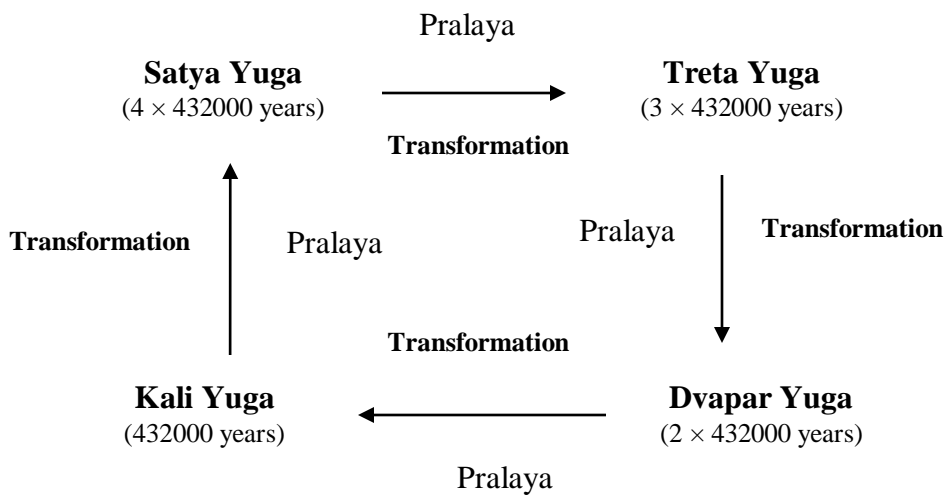 Pralaya
Satya Yuga
(4 × 432000 years)
Treta Yuga
(3 × 432000 years)
Transformation
Transformation
Pralaya
Pralaya
Transformation
Transformation
Kali Yuga
(432000 years)
Dvapar Yuga
(2 × 432000 years)
Pralaya